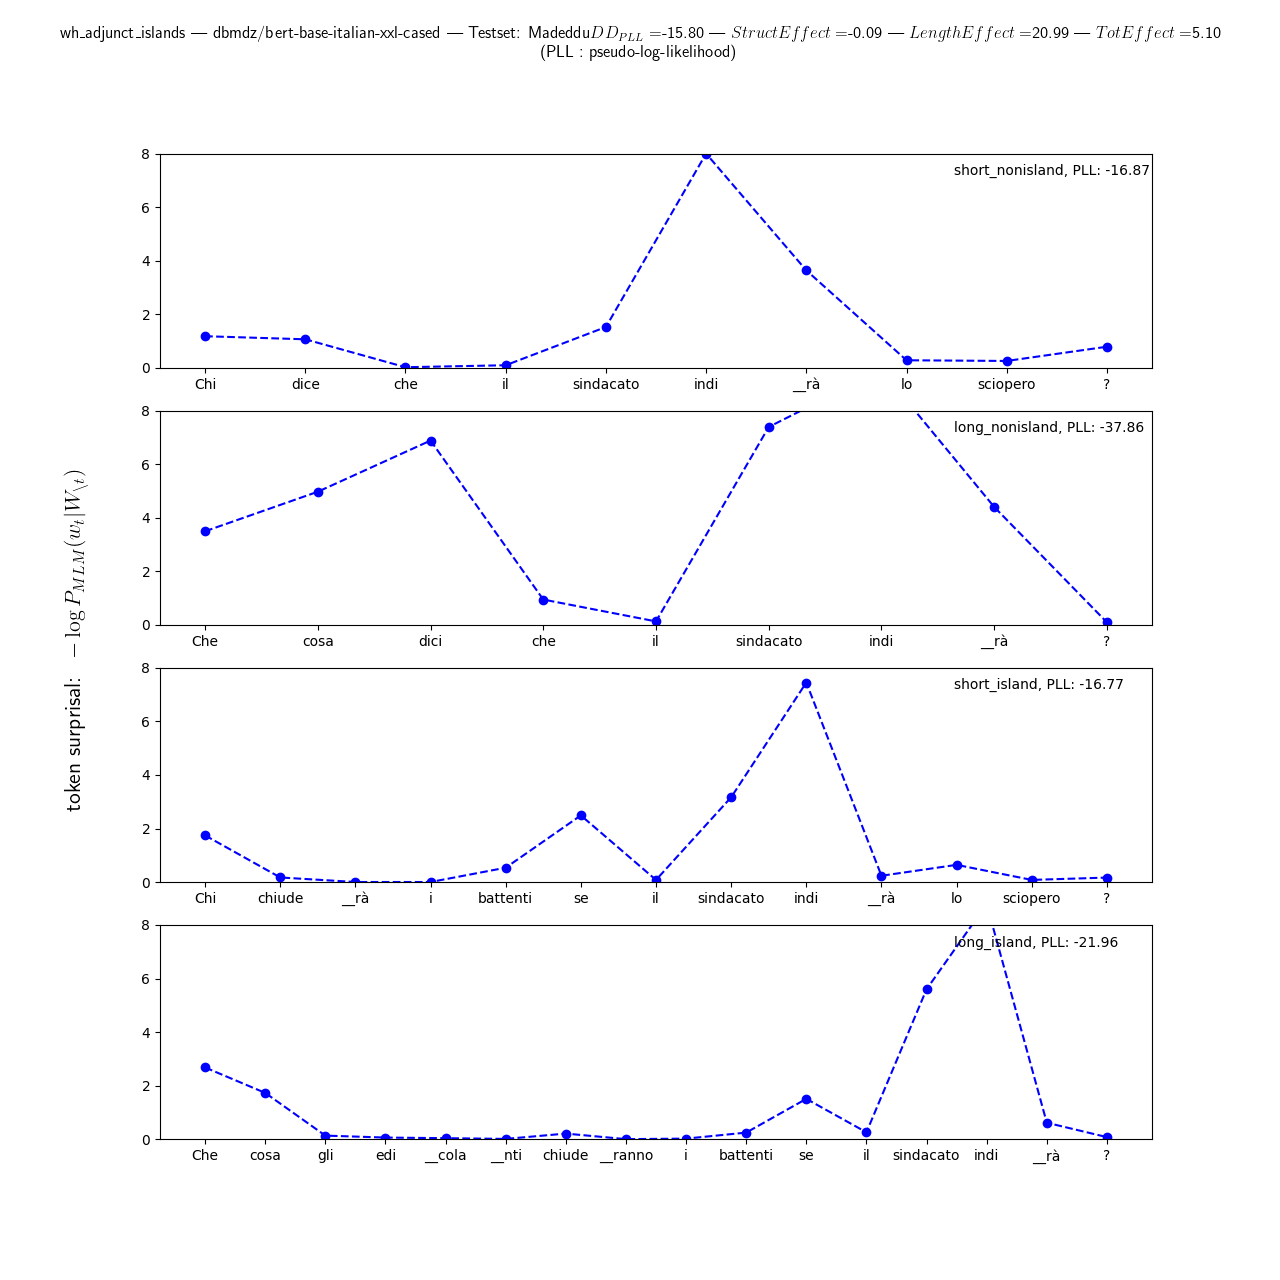 wh_adjunct_islands — dbmdz/bert-base-italian-xxl-cased — Testset: MadedduDD_PLL =-15.80 — StructEffect =-0.09 — LengthEffect =20.99 — TotEffect =5.10
(PLL : pseudo-log-likelihood)
token surprisal: − log P_MLM(w_t|W_\t)
short_nonisland, PLL: -16.87
8
6
4
2
0
Chi dice che il sindacato indi __rà lo sciopero ?
long_nonisland, PLL: -37.86
8
6
4
2
0
Che cosa dici che il sindacato indi __rà ?
short_island, PLL: -16.77
8
6
4
2
0
Chi chiude __rà i battenti se il sindacato indi __rà lo sciopero ?
long_island, PLL: -21.96
8
6
4
2
0
Che cosa gli edi __cola __nti chiude __ranno i battenti se il sindacato indi __rà ?